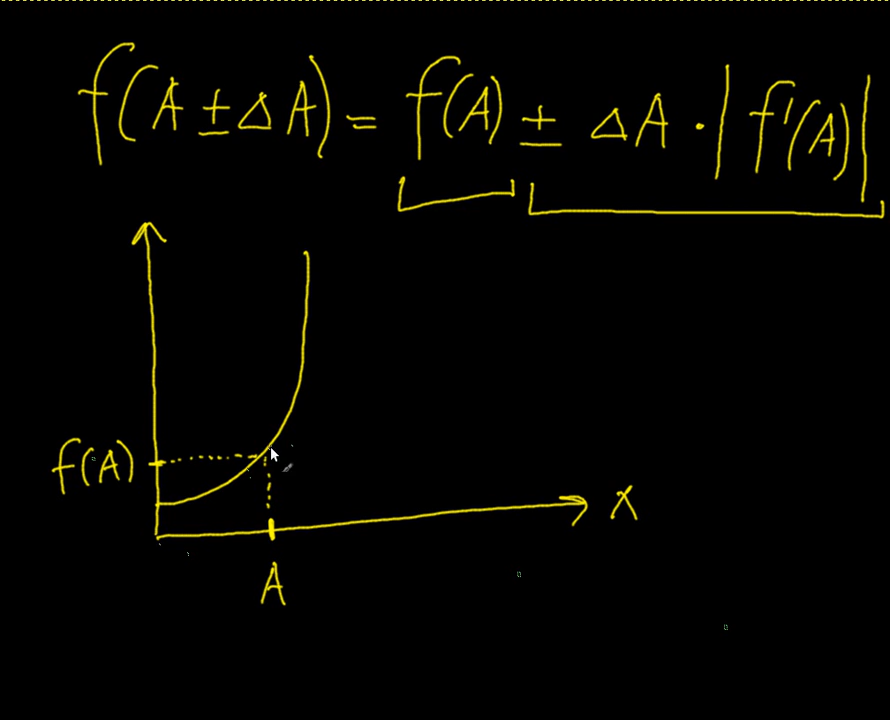 f(A ± ΔA) = f(A) ± ΔA · |f'(A)|
f(A)
X
A